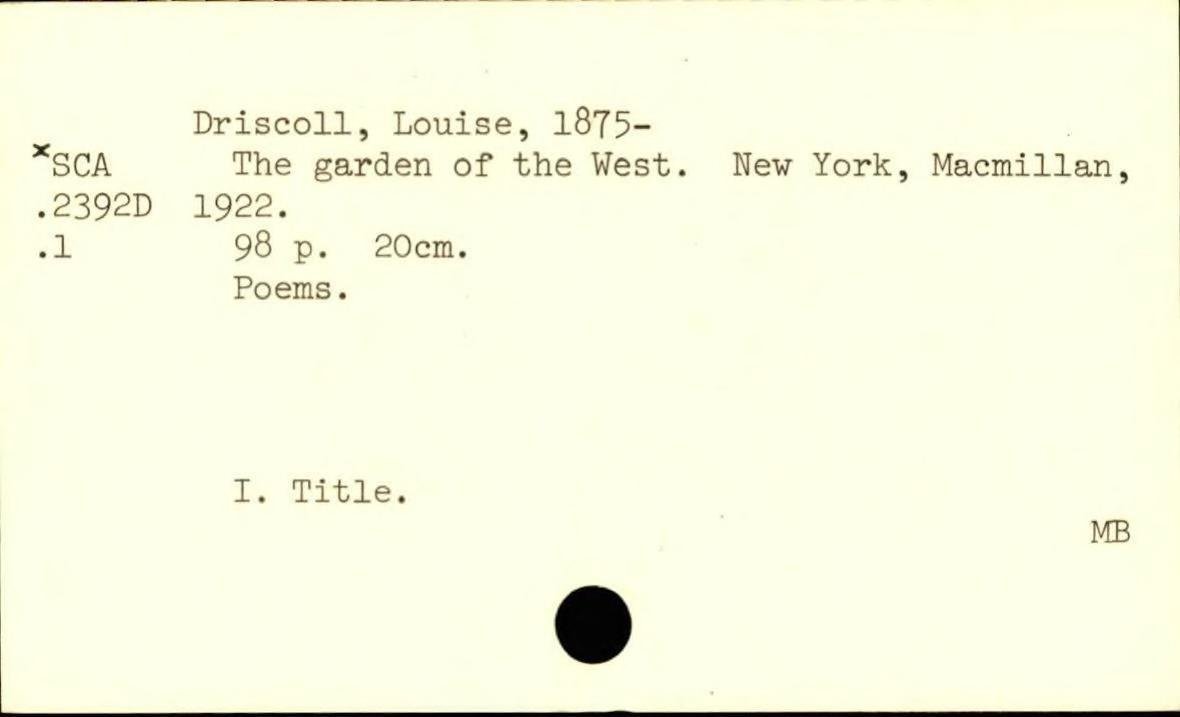 Driscoll, Louise, 1875-
xSCA The garden of the West. New York, Macmillan,
.2392D 1922.
.1 98 p. 20cm.
Poems.
I. Title.
MB